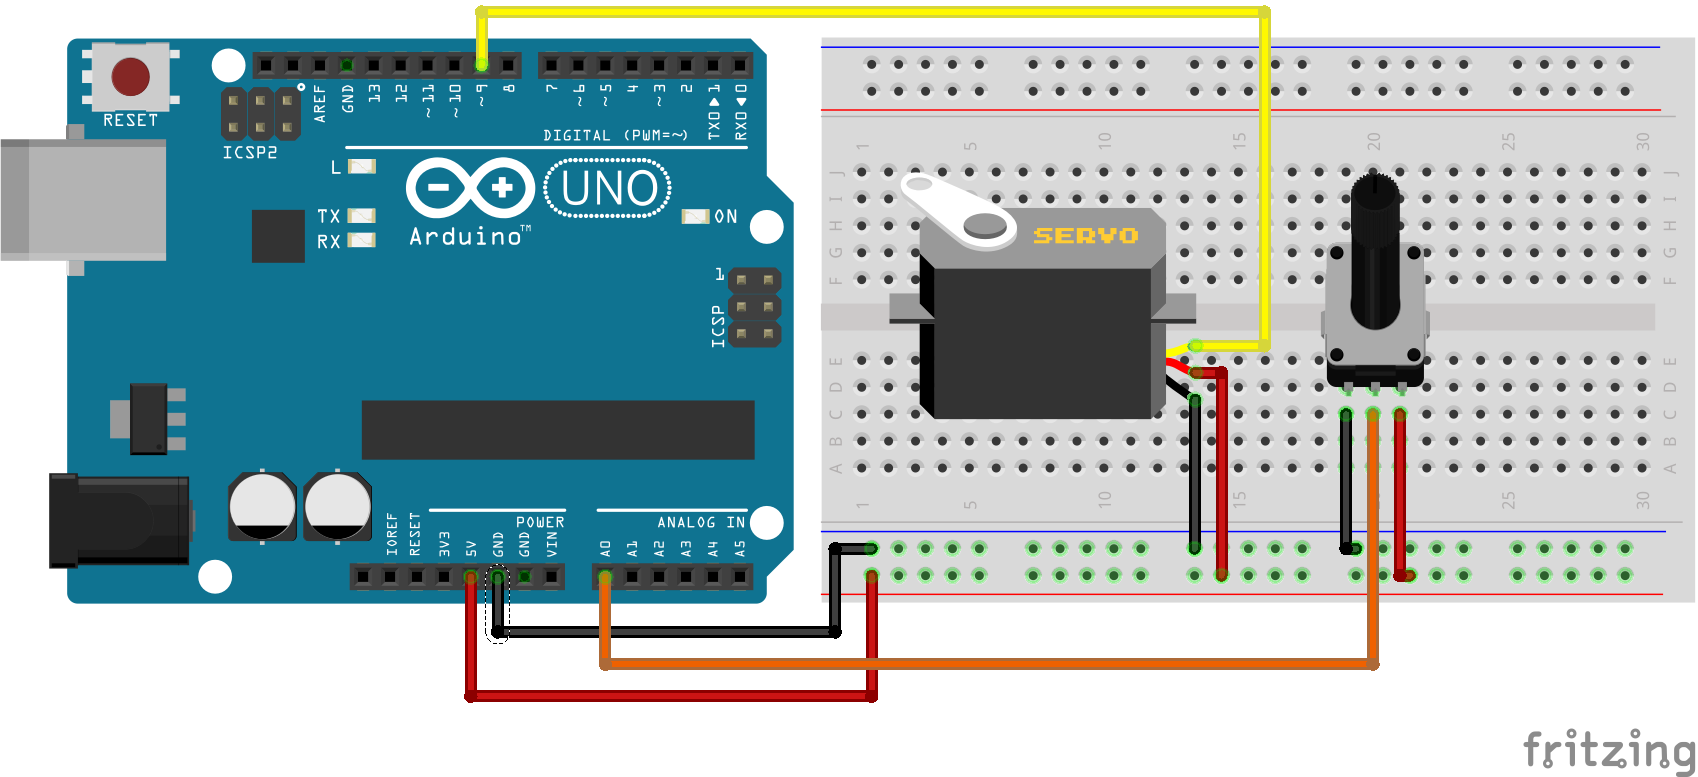 RESET
ICSP2
AREF
GND
13
12
~11
~10
~9
8
7
~6
~5
4
~3
2
TX0▶1
RX0◀0
DIGITAL (PWM=~)
L
TX
RX
UNO
Arduino™
ON
1
ICSP
POWER
ANALOG IN
IOREF
RESET
3V3
5V
GND
GND
VIN
A0
A1
A2
A3
A4
A5
1 5 10 15 20 25 30
J J
I I
H H
G G
F F
SERVO
E E
D D
C C
B B
A A
1 5 10 15 25 30
fritzing